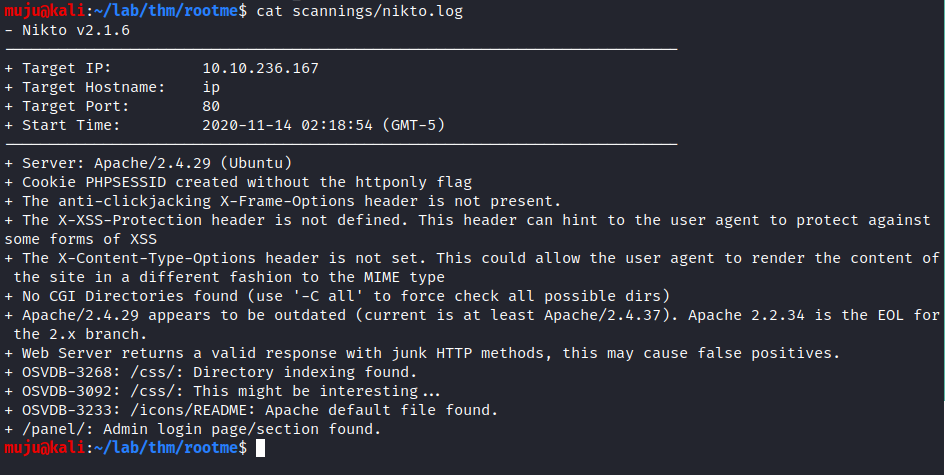 muju@kali:~/lab/thm/rootme$ cat scannings/nikto.log
- Nikto v2.1.6
---------------------------------------------------------------------------
+ Target IP:          10.10.236.167
+ Target Hostname:    ip
+ Target Port:        80
+ Start Time:         2020-11-14 02:18:54 (GMT-5)
---------------------------------------------------------------------------
+ Server: Apache/2.4.29 (Ubuntu)
+ Cookie PHPSESSID created without the httponly flag
+ The anti-clickjacking X-Frame-Options header is not present.
+ The X-XSS-Protection header is not defined. This header can hint to the user agent to protect against
some forms of XSS
+ The X-Content-Type-Options header is not set. This could allow the user agent to render the content of
 the site in a different fashion to the MIME type
+ No CGI Directories found (use '-C all' to force check all possible dirs)
+ Apache/2.4.29 appears to be outdated (current is at least Apache/2.4.37). Apache 2.2.34 is the EOL for
 the 2.x branch.
+ Web Server returns a valid response with junk HTTP methods, this may cause false positives.
+ OSVDB-3268: /css/: Directory indexing found.
+ OSVDB-3092: /css/: This might be interesting...
+ OSVDB-3233: /icons/README: Apache default file found.
+ /panel/: Admin login page/section found.
muju@kali:~/lab/thm/rootme$